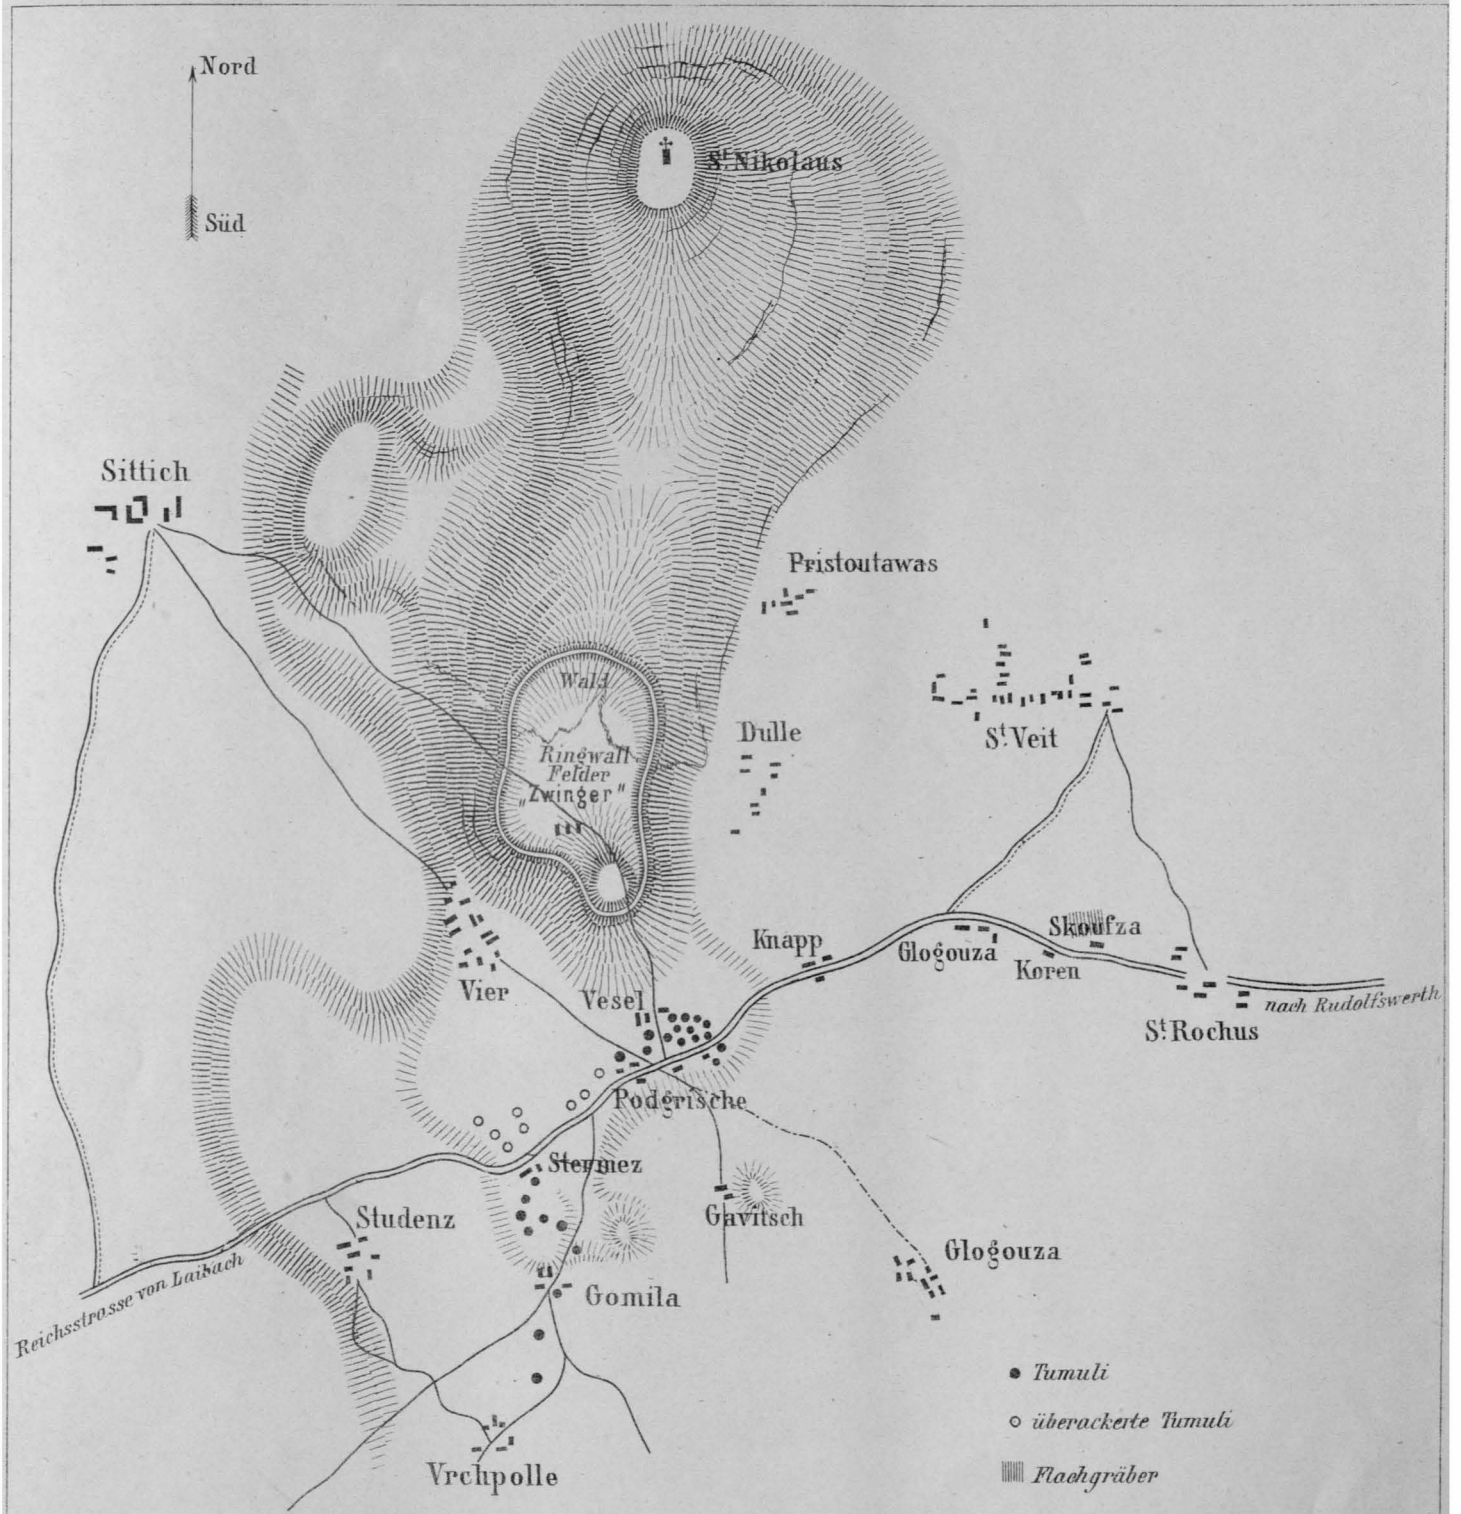 Nord
Süd
St. Nikolaus
Sittich
Pristoutawas
Wald
Dulle
St. Veit
Ringwall
Felder
„Zwinger"
Skoufza
Knapp
Glogouza
Koren
Vier
Vesel
nach Rudolfswerth
St. Rochus
Podgrische
Stermez
Studenz
Gavitsch
Glogouza
Reichsstrasse von Laibach
Gomila
Tumuli
überackerte Tumuli
Flachgräber
Vrchpolle